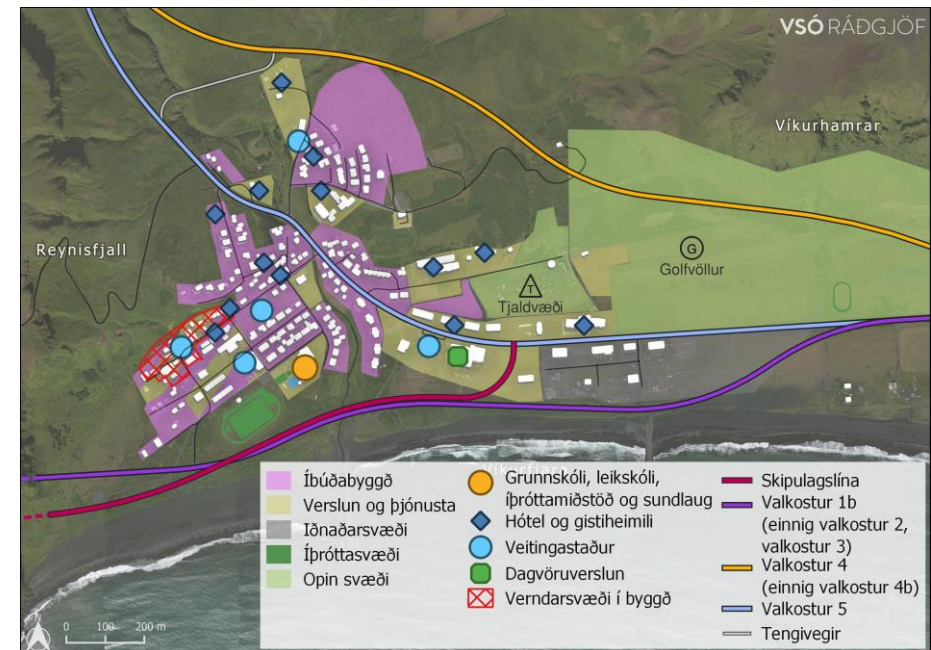 VSÓ RÁÐGJÖF
Víkurhamrar
Reynisfjall
G
Golfvöllur
T
Tjaldvæði
Víkurfjara
0 100 200 m
Íbúðabyggð
Verslun og þjónusta
Iðnaðarsvæði
Íþróttasvæði
Opin svæði
Grunnskóli, leikskóli,
íþróttamiðstöð og sundlaug
Hótel og gistiheimili
Veitingastaður
Dagvöruverslun
Verndarsvæði í byggð
Skipulagslína
Valkostur 1b
(einnig valkostur 2,
valkostur 3)
Valkostur 4
(einnig valkostur 4b)
Valkostur 5
Tengivegir